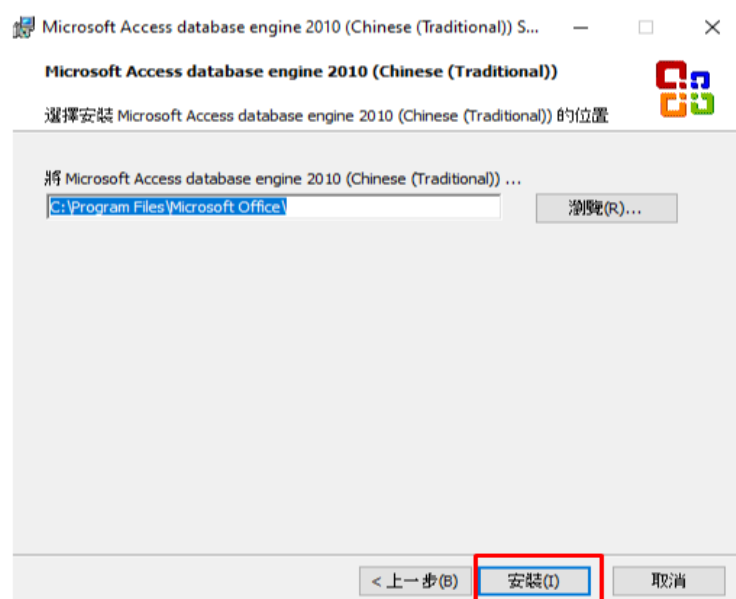 Microsoft Access database engine 2010 (Chinese (Traditional)) S...
Microsoft Access database engine 2010 (Chinese (Traditional))
選擇安裝 Microsoft Access database engine 2010 (Chinese (Traditional)) 的位置
將 Microsoft Access database engine 2010 (Chinese (Traditional)) ...
C:\Program Files\Microsoft Office\
瀏覽(R)...
< 上一步(B)
安裝(I)
取消